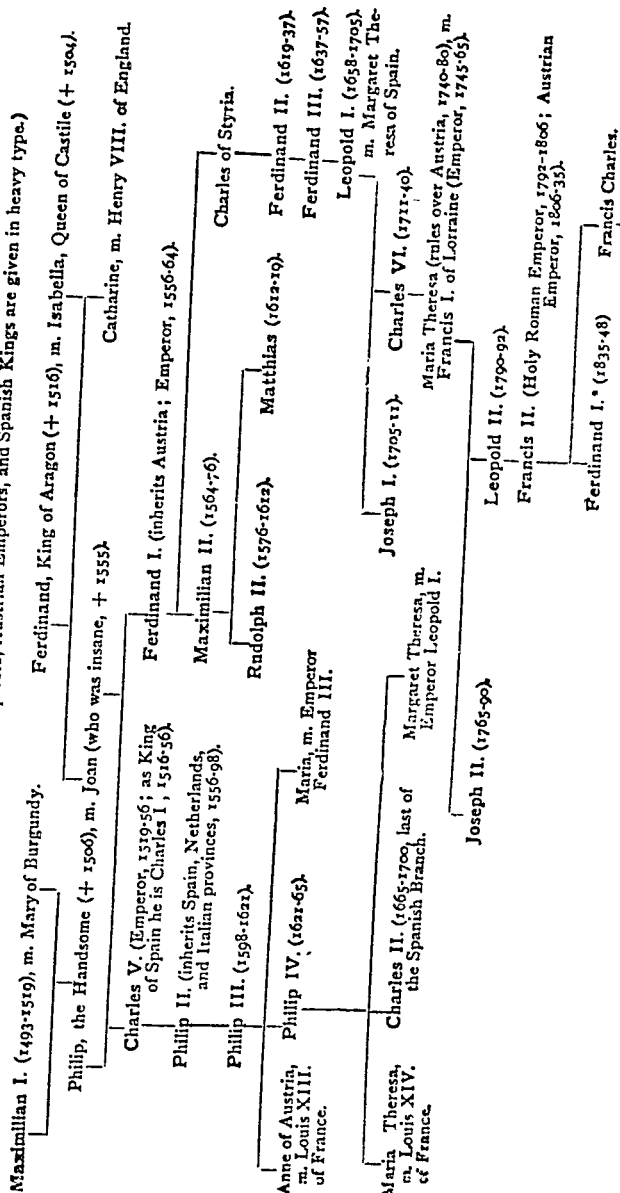 , Austrian Emperors, and Spanish Kings are given in heavy type.)
Maximilian I. (1493-1519), m. Mary of Burgundy.
Ferdinand, King of Aragon (+ 1516), m. Isabella, Queen of Castile (+ 1504).
Philip, the Handsome (+ 1506), m. Joan (who was insane, + 1555).
Catharine, m. Henry VIII. of England.
Charles V. (Emperor, 1519-56; as King
of Spain he is Charles I, 1516-56).
Ferdinand I. (inherits Austria; Emperor, 1556-64).
Philip II. (inherits Spain, Netherlands,
and Italian provinces, 1556-98).
Maximilian II. (1564-76).
Charles of Styria.
Philip III. (1598-1621).
Rudolph II. (1576-1612).
Matthias (1612-19).
Ferdinand II. (1619-37).
Ferdinand III. (1637-57).
Anne of Austria,
m. Louis XIII.
of France.
Philip IV. (1621-65).
Maria, m. Emperor
Ferdinand III.
Leopold I. (1658-1705).
m. Margaret The-
resa of Spain.
Maria Theresa,
m. Louis XIV.
of France.
Charles II. (1665-1700, last of
the Spanish Branch.
Margaret Theresa, m.
Emperor Leopold I.
Joseph I. (1705-11).
Charles VI. (1711-40).
Maria Theresa (rules over Austria, 1740-80), m.
Francis I. of Lorraine (Emperor, 1745-65).
Joseph II. (1765-90).
Leopold II. (1790-92).
Francis II. (Holy Roman Emperor, 1792-1806; Austrian
Emperor, 1806-35).
Ferdinand I.* (1835-48)
Francis Charles.